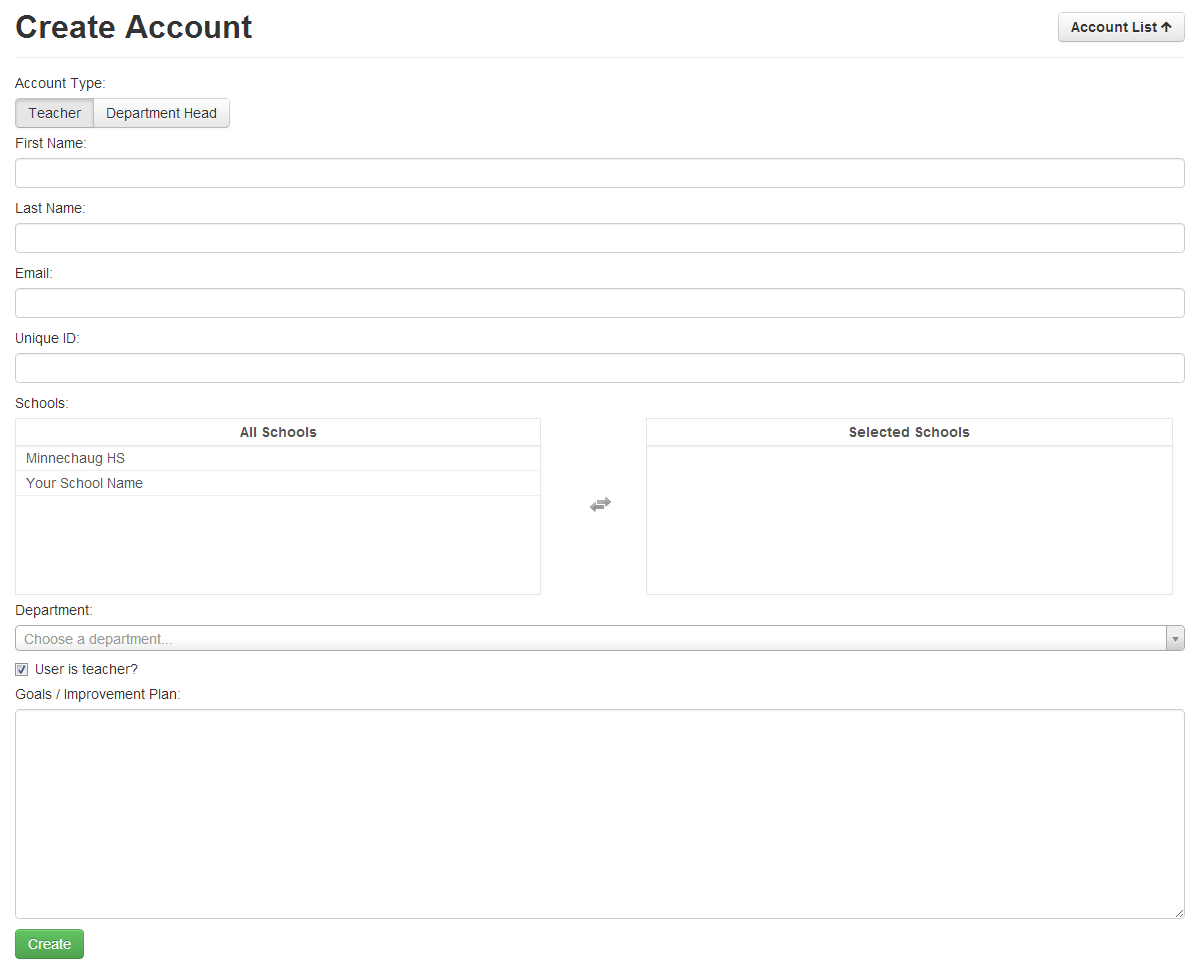 Create Account
Account List
Account Type:
Teacher Department Head
First Name:
Last Name:
Email:
Unique ID:
Schools:
All Schools Selected Schools
Minnechaug HS
Your School Name
Department:
Choose a department...
User is teacher?
Goals / Improvement Plan:
Create